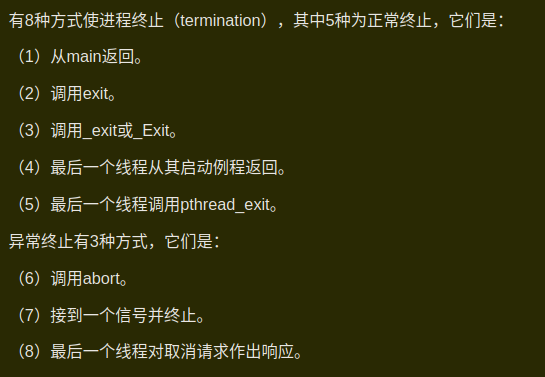 有8种方式使进程终止（termination），其中5种为正常终止，它们是：
（1）从main返回。
（2）调用exit。
（3）调用_exit或_Exit。
（4）最后一个线程从其启动例程返回。
（5）最后一个线程调用pthread_exit。
异常终止有3种方式，它们是：
（6）调用abort。
（7）接到一个信号并终止。
（8）最后一个线程对取消请求作出响应。